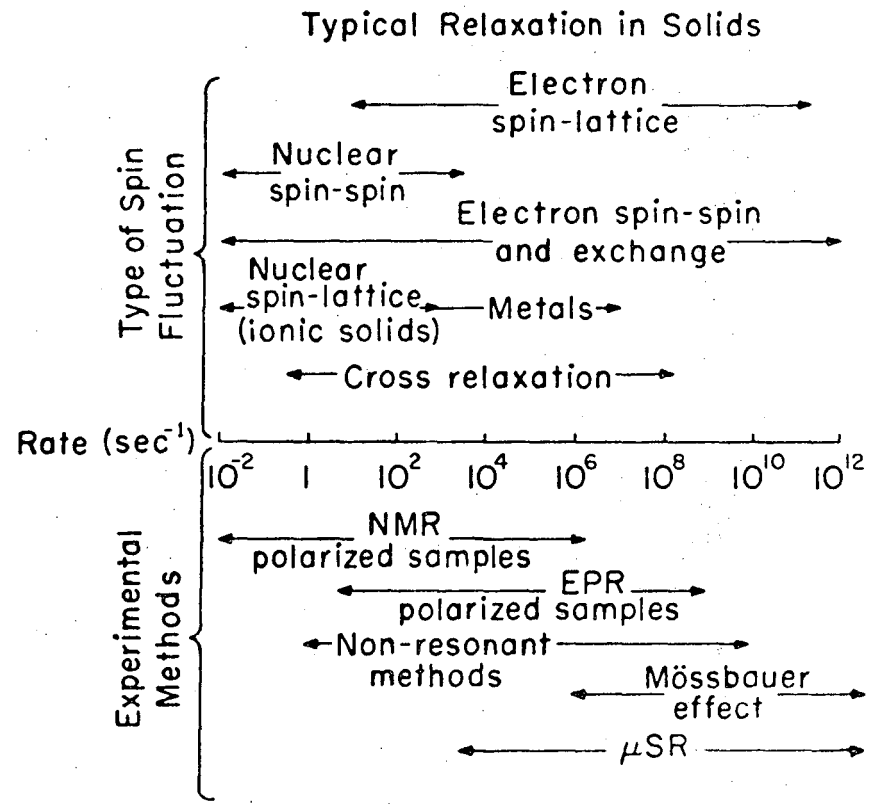 Typical Relaxation in Solids
Type of Spin
Fluctuation
Electron
spin-lattice
Nuclear
spin-spin
Electron spin-spin
and exchange
Nuclear
spin-lattice
(ionic solids)
Metals
Cross relaxation
Rate (sec⁻¹)
10⁻² 1 10² 10⁴ 10⁶ 10⁸ 10¹⁰ 10¹²
Experimental
Methods
NMR
polarized samples
EPR
polarized samples
Non-resonant
methods
Mössbauer
effect
μSR